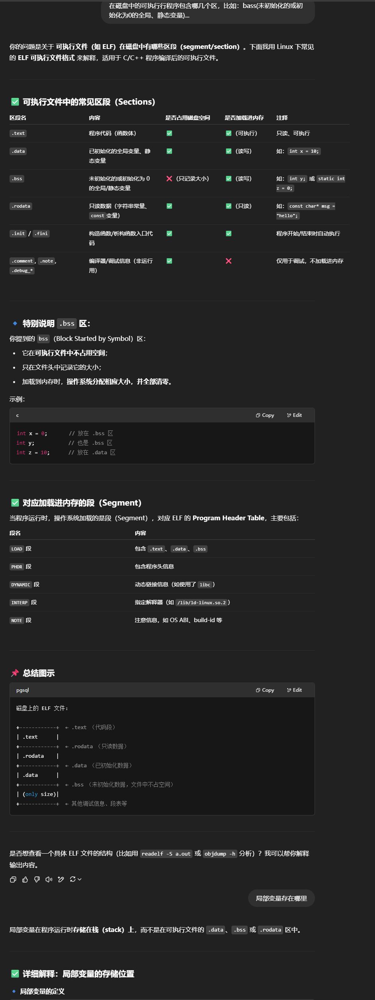 在磁盘中的可执行行程序包含哪几个区，比如：bass(未初始化的或初
始化为0的全局、静态变量)...
你的问题是关于 可执行文件（如 ELF）在磁盘中有哪些区段（segment/section）。下面我用 Linux 下常见
的 ELF 可执行文件格式 来解释，适用于 C/C++ 程序编译后的可执行文件。
✅ 可执行文件中的常见区段（Sections）
区段名 内容 是否占用磁盘空间 是否加载进内存 注释
.text 程序代码（函数体） ✅ ✅（可执行） 只读、可执行
.data 已初始化的全局变量、静 ✅ ✅（读写） 如：int x = 10;
态变量
.bss 未初始化的或初始化为 0 ❌（只记录大小） ✅（读写） 如：int y; 或 static int
的全局/静态变量 z = 0;
.rodata 只读数据（字符串常量、 ✅ ✅（只读） 如：const char* msg =
const 变量） "hello";
.init / .fini 构造函数/析构函数入口代 ✅ ✅ 程序开始/结束时自动执行
码
.comment, .note, 编译器/调试信息（非运行 ✅ ❌ 仅用于调试，不加载进内存
.debug_* 用）
🔹 特别说明 .bss 区：
你提到的 bss（Block Started by Symbol）区：
• 它在可执行文件中不占用空间；
• 只在文件头中记录它的大小；
• 加载到内存时，操作系统分配相应大小，并全部清零。
示例：
c Copy Edit
int x = 0; // 放在 .bss 区
int y; // 也是 .bss 区
int z = 10; // 放在 .data 区
✅ 对应加载进内存的段（Segment）
当程序运行时，操作系统加载的是段（Segment），对应 ELF 的 Program Header Table，主要包括：
段名 内容
LOAD 段 包含 .text、.data、.bss
PHDR 段 包含程序头信息
DYNAMIC 段 动态链接信息（如使用了 libc）
INTERP 段 指定解释器（如 /lib/ld-linux.so.2）
NOTE 段 注意信息，如 OS ABI、build-id 等
📌 总结图示
pgsql Copy Edit
磁盘上的 ELF 文件：
+------------+ ← .text （代码段）
| .text |
+------------+ ← .rodata （只读数据）
| .rodata |
+------------+ ← .data （已初始化数据）
| .data |
+------------+ ← .bss （未初始化数据，文件中不占空间）
| (only size)|
+------------+ ← 其他调试信息、段表等
是否想查看一个具体 ELF 文件的结构（比如用 readelf -S a.out 或 objdump -h 分析）？我可以帮你解释
输出内容。
局部变量存在哪里
局部变量在程序运行时存储在栈（stack）上，而不是在可执行文件的 .data、.bss 或 .rodata 区中。
✅ 详细解释：局部变量的存储位置
🔹 局部变量的定义